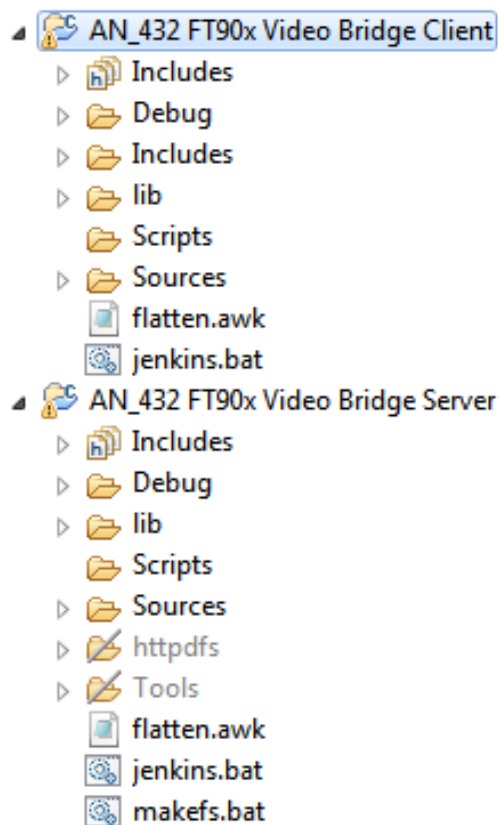 AN_432 FT90x Video Bridge Client
Includes
Debug
Includes
lib
Scripts
Sources
flatten.awk
jenkins.bat
AN_432 FT90x Video Bridge Server
Includes
Debug
lib
Scripts
Sources
httpdfs
Tools
flatten.awk
jenkins.bat
makefs.bat